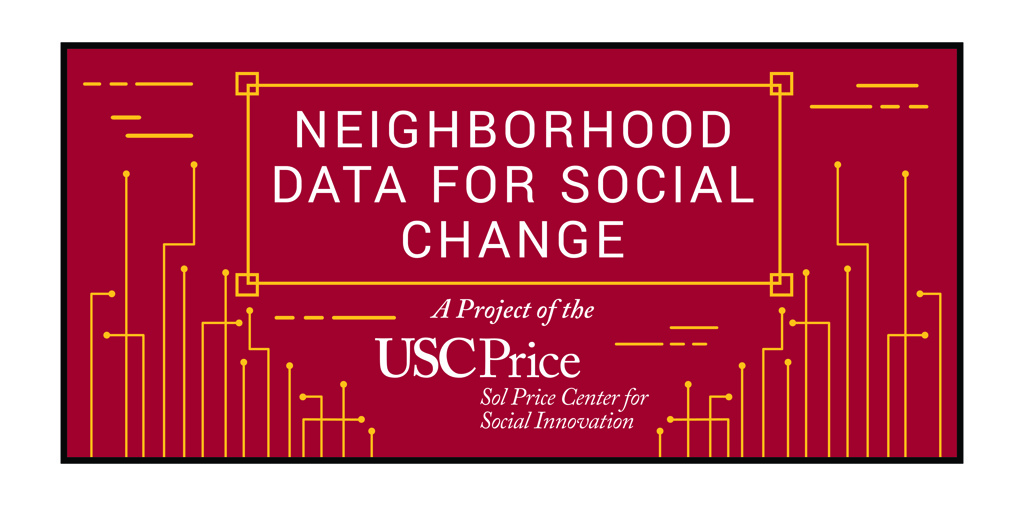 NEIGHBORHOOD
DATA FOR SOCIAL
CHANGE
A Project of the
USC Price
Sol Price Center for
Social Innovation